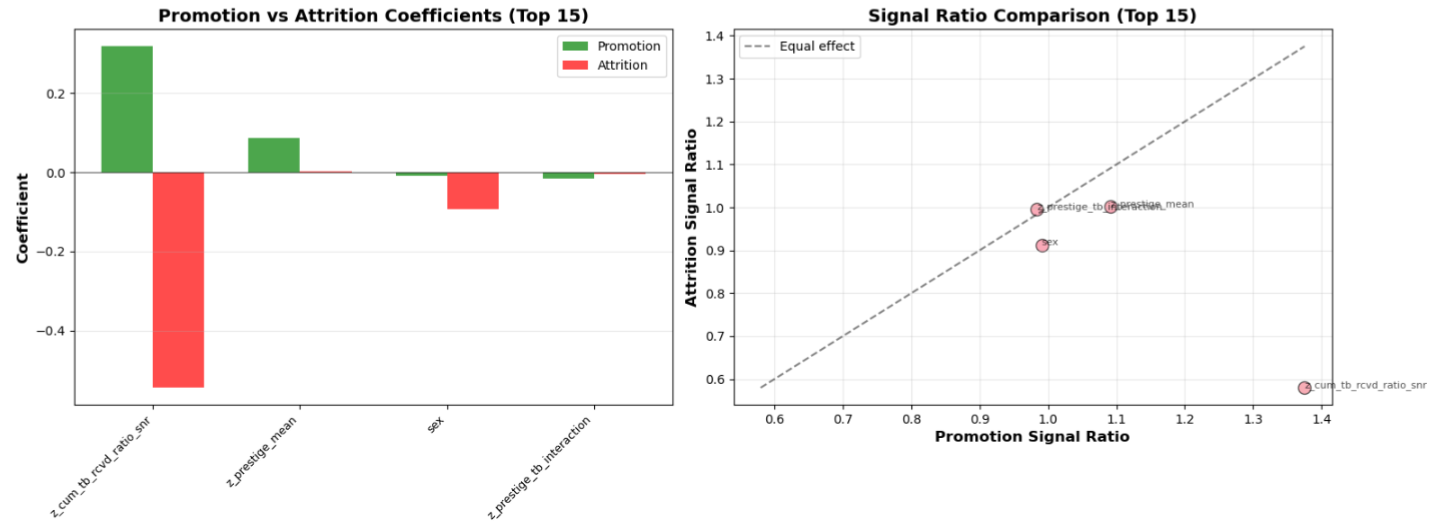 Promotion vs Attrition Coefficients (Top 15)
Promotion
Attrition
Coefficient
0.2
0.0
−0.2
−0.4
z_cum_tb_rcvd_ratio_snr
z_prestige_mean
sex
z_prestige_tb_interaction
Signal Ratio Comparison (Top 15)
Equal effect
Attrition Signal Ratio
1.4
1.3
1.2
1.1
1.0
0.9
0.8
0.7
0.6
z_prestige_tb_interaction
z_prestige_mean
sex
z_cum_tb_rcvd_ratio_snr
0.6 0.7 0.8 0.9 1.0 1.1 1.2 1.3 1.4
Promotion Signal Ratio